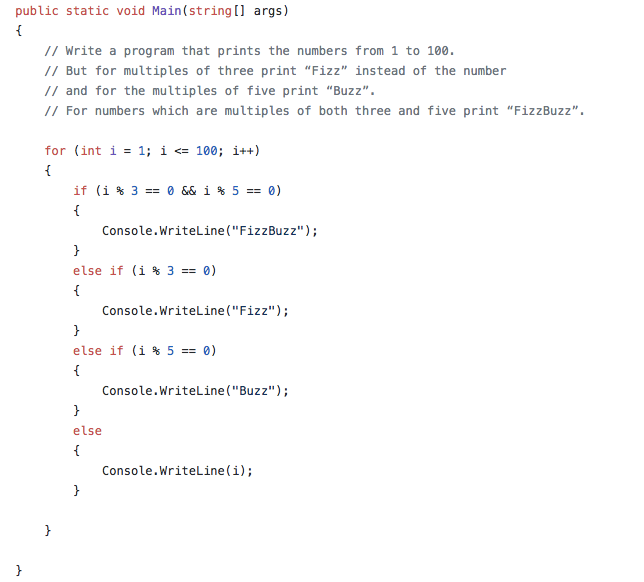 public static void Main(string[] args)
{
    // Write a program that prints the numbers from 1 to 100.
    // But for multiples of three print “Fizz” instead of the number
    // and for the multiples of five print “Buzz”.
    // For numbers which are multiples of both three and five print “FizzBuzz”.

    for (int i = 1; i <= 100; i++)
    {
        if (i % 3 == 0 && i % 5 == 0)
        {
            Console.WriteLine("FizzBuzz");
        }
        else if (i % 3 == 0)
        {
            Console.WriteLine("Fizz");
        }
        else if (i % 5 == 0)
        {
            Console.WriteLine("Buzz");
        }
        else
        {
            Console.WriteLine(i);
        }

    }

}